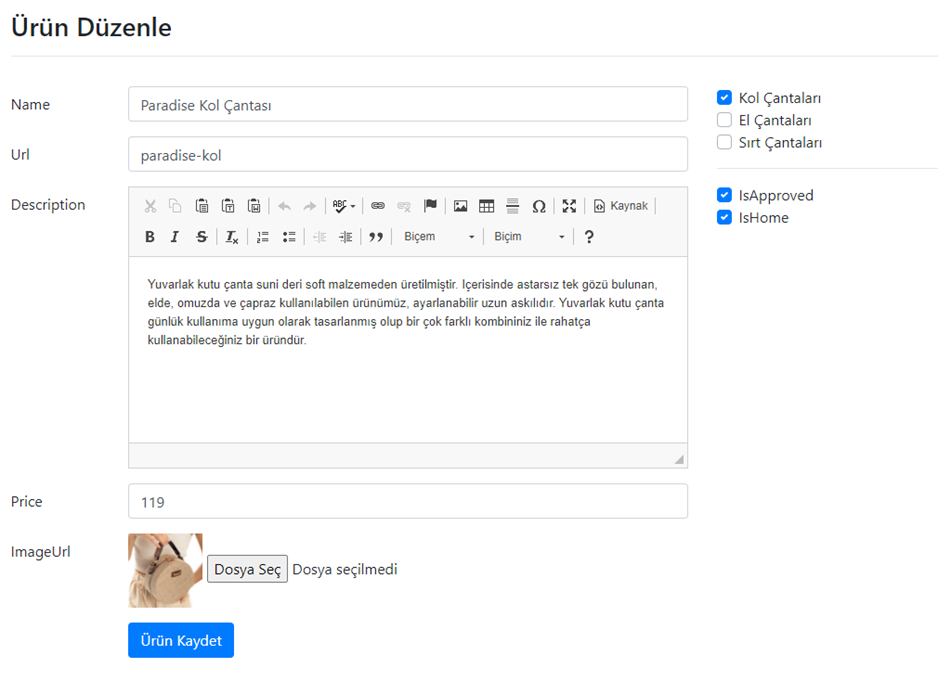 Ürün Düzenle
Name
Paradise Kol Çantası
Url
paradise-kol
Description
ABC
Kaynak
B I S Ix
Biçem
Biçim
?
Yuvarlak kutu çanta suni deri soft malzemeden üretilmiştir. Içerisinde astarsız tek gözü bulunan,
elde, omuzda ve çapraz kullanılabilen ürünümüz, ayarlanabilir uzun askılıdır. Yuvarlak kutu çanta
günlük kullanıma uygun olarak tasarlanmış olup bir çok farklı kombininiz ile rahatça
kullanabileceğiniz bir üründür.
Price
119
ImageUrl
Dosya Seç Dosya seçilmedi
Ürün Kaydet
Kol Çantaları
El Çantaları
Sırt Çantaları
IsApproved
IsHome